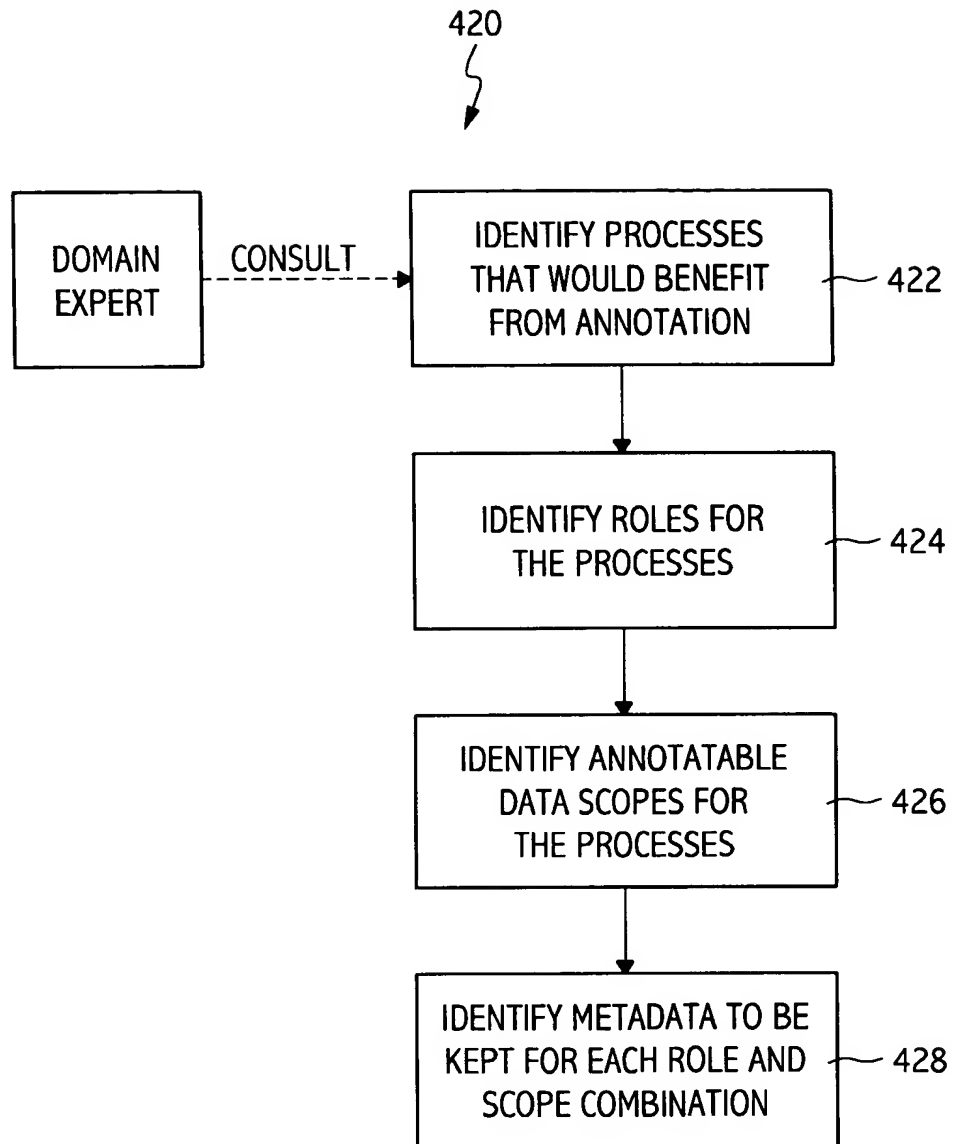 420
DOMAIN
EXPERT
CONSULT
IDENTIFY PROCESSES
THAT WOULD BENEFIT
FROM ANNOTATION
422
IDENTIFY ROLES FOR
THE PROCESSES
424
IDENTIFY ANNOTATABLE
DATA SCOPES FOR
THE PROCESSES
426
IDENTIFY METADATA TO BE
KEPT FOR EACH ROLE AND
SCOPE COMBINATION
428